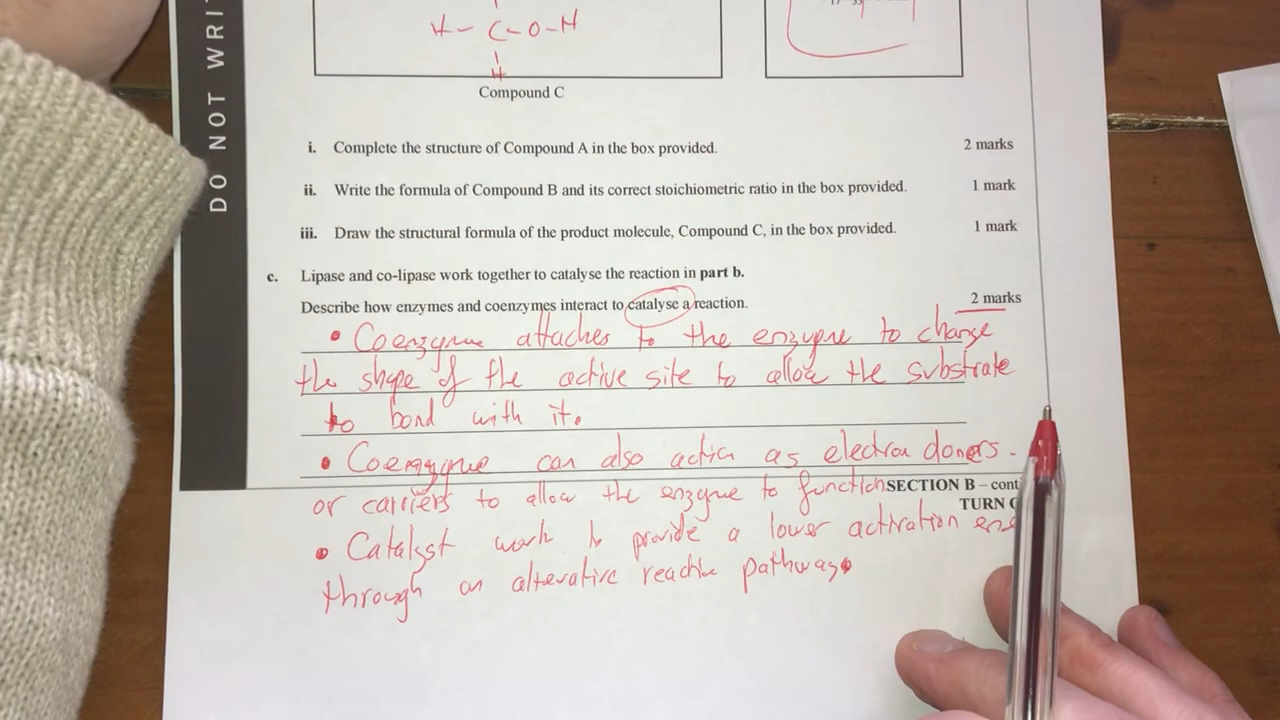 DO NOT WRI
H - C - O - H
H
Compound C
i. Complete the structure of Compound A in the box provided. 2 marks
ii. Write the formula of Compound B and its correct stoichiometric ratio in the box provided. 1 mark
iii. Draw the structural formula of the product molecule, Compound C, in the box provided. 1 mark
c. Lipase and co-lipase work together to catalyse the reaction in part b.
Describe how enzymes and coenzymes interact to catalyse a reaction. 2 marks
• Coenzyme attaches to the enzyme to change
the shape of the active site to allow the substrate
to bond with it.
• Coenzyme can also action as electron donors.
or carriers to allow the enzyme to function
SECTION B – cont
TURN O
• Catalyst work to provide a lower activation ene
through an alterative reactive pathways